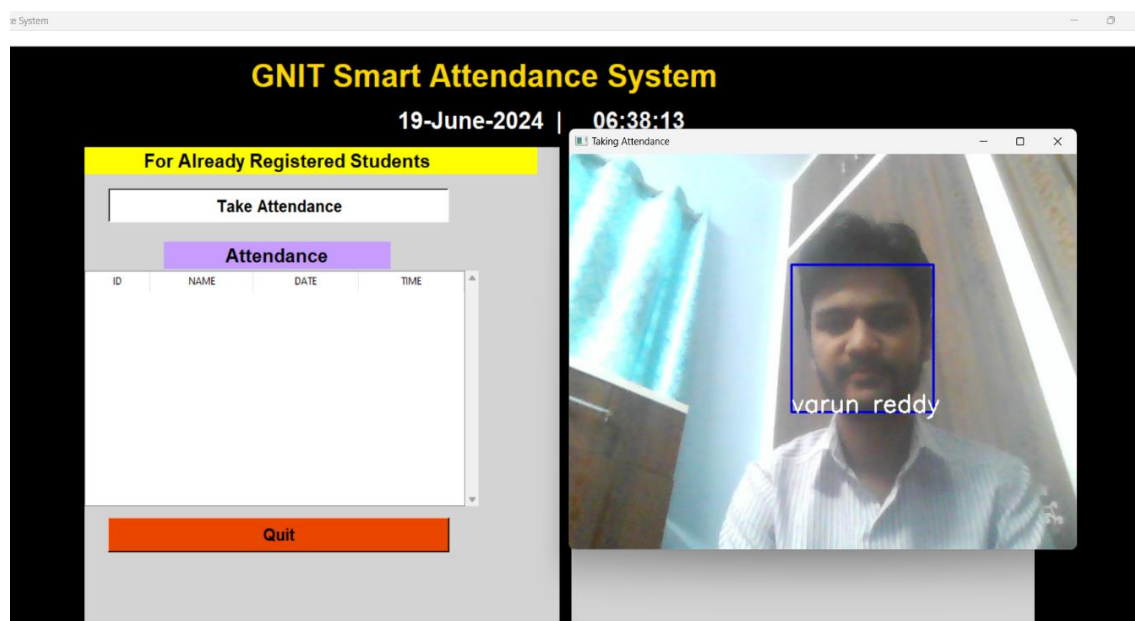 ce System
GNIT Smart Attendance System
19-June-2024 | 06:38:13
Taking Attendance
For Already Registered Students
Take Attendance
Attendance
ID NAME DATE TIME
varun reddy
Quit